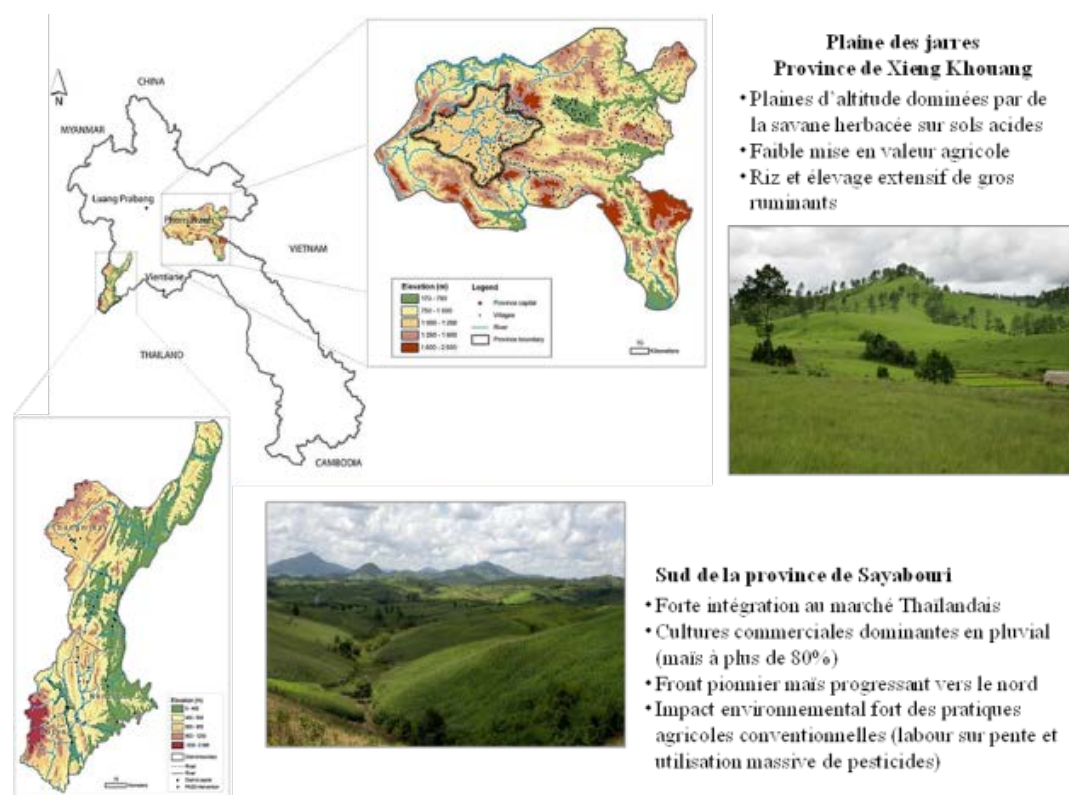 Plaine des jarres
Province de Xieng Khouang
• Plaines d'altitude dominées par de
la savane herbacée sur sols acides
• Faible mise en valeur agricole
• Riz et élevage extensif de gros
ruminants
CHINA
N
MYANMAR
Luang Prabang
VIETNAM
Vientiane
THAILAND
CAMBODIA
Elevation (m)
Legend
Province capital
Villages
River
Province boundary
Kilometers
Sud de la province de Sayabouri
• Forte intégration au marché Thaïlandais
• Cultures commerciales dominantes en pluvial
(maïs à plus de 80%)
• Front pionnier maïs progressant vers le nord
• Impact environnemental fort des pratiques
agricoles conventionnelles (labour sur pente et
utilisation massive de pesticides)